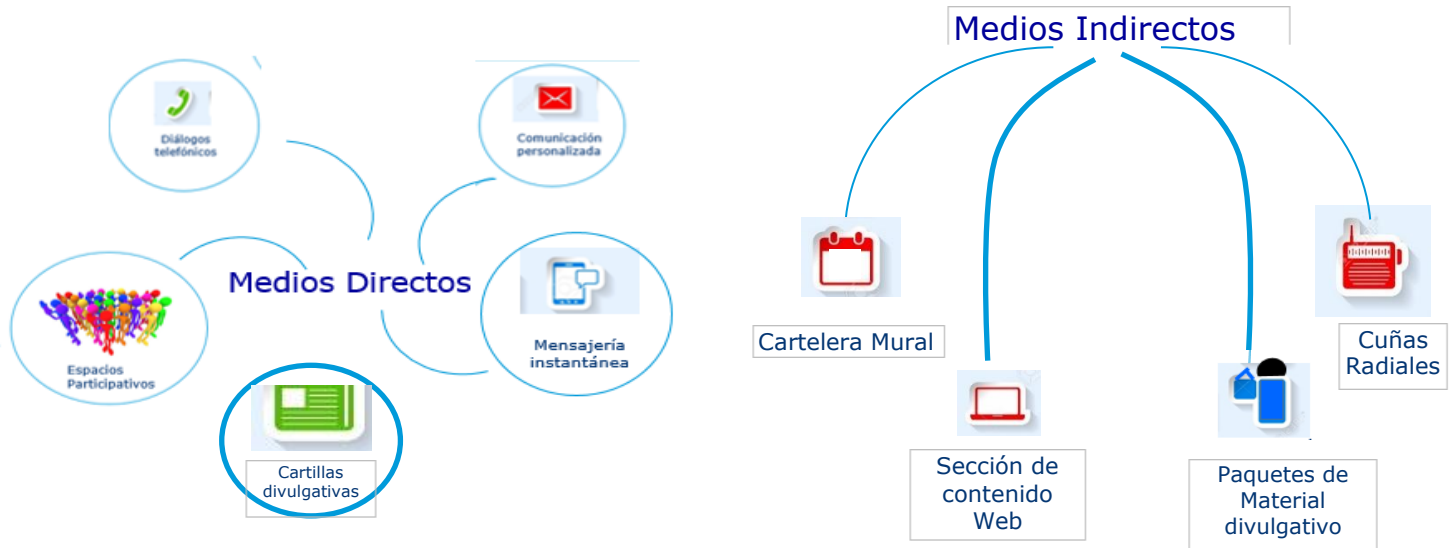 Medios Directos
Diálogos
telefónicos
Comunicación
personalizada
Mensajería
instantánea
Espacios
Participativos
Cartillas
divulgativas
Medios Indirectos
Cartelera Mural
Sección de
contenido
Web
Paquetes de
Material
divulgativo
Cuñas
Radiales